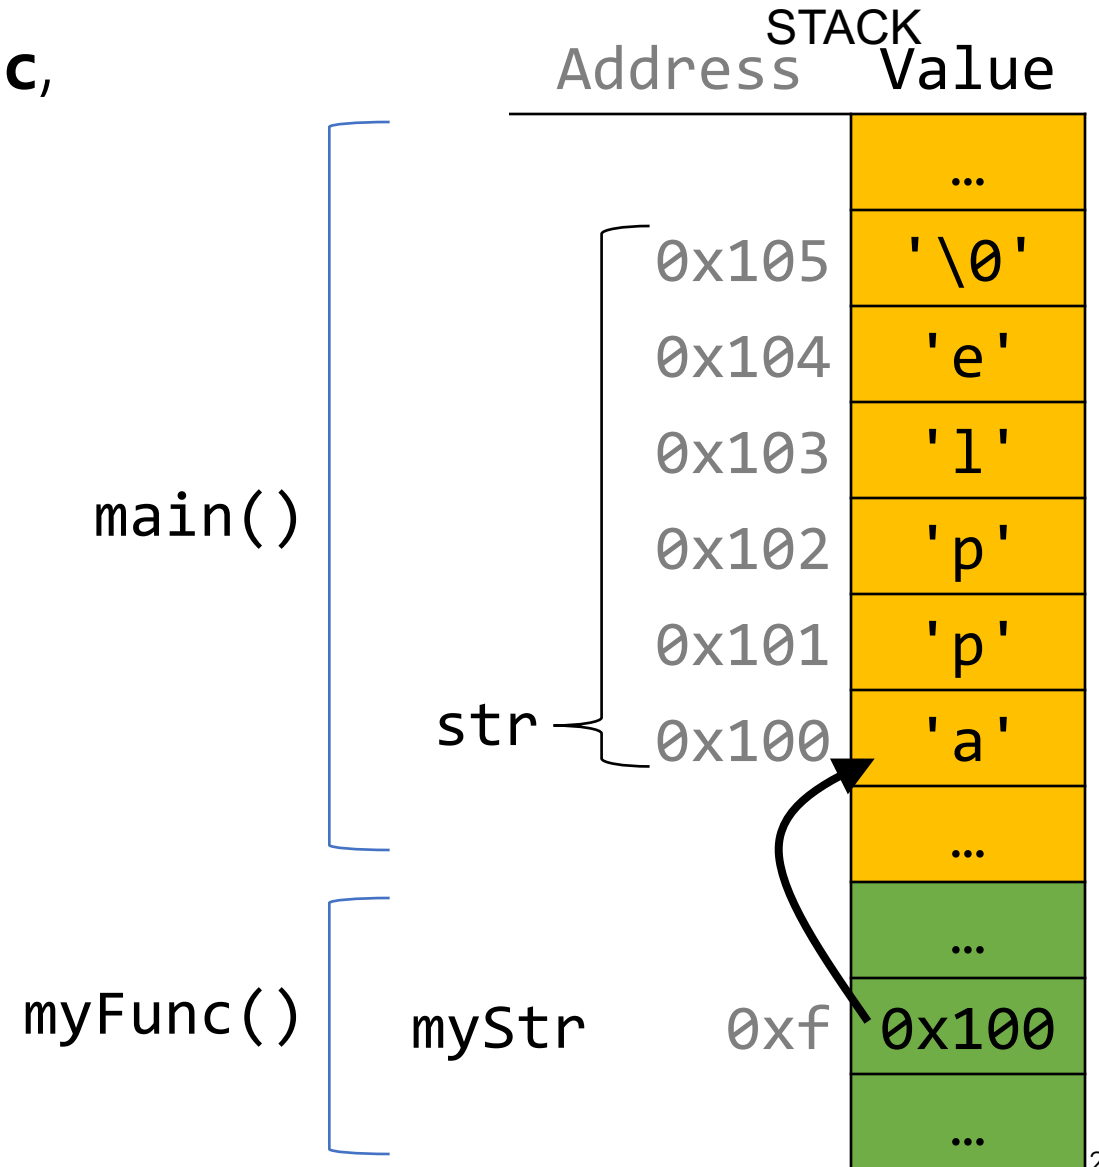 STACK
c,
Address Value
…
0x105 '\0'
0x104 'e'
0x103 'l'
main()
0x102 'p'
0x101 'p'
str
0x100 'a'
…
…
myFunc()
myStr 0xf 0x100
…